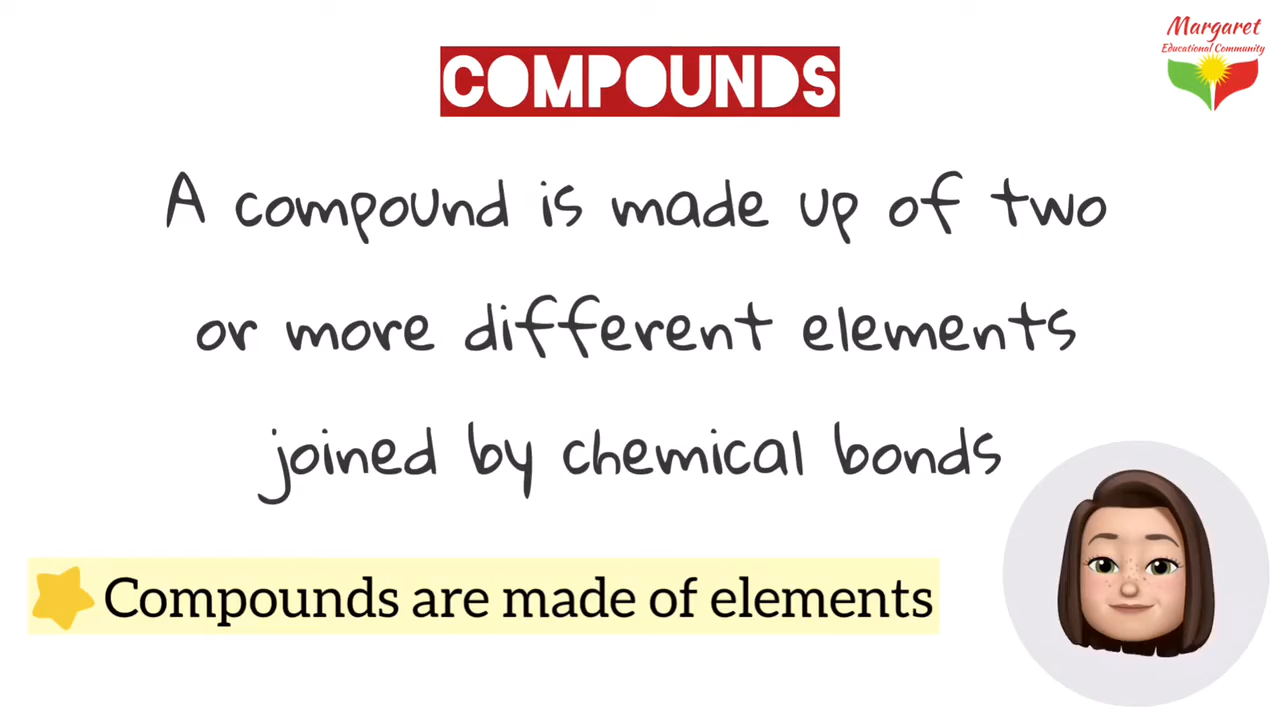 Margaret
Educational Community
COMPOUNDS
A compound is made up of two
or more different elements
joined by chemical bonds
Compounds are made of elements